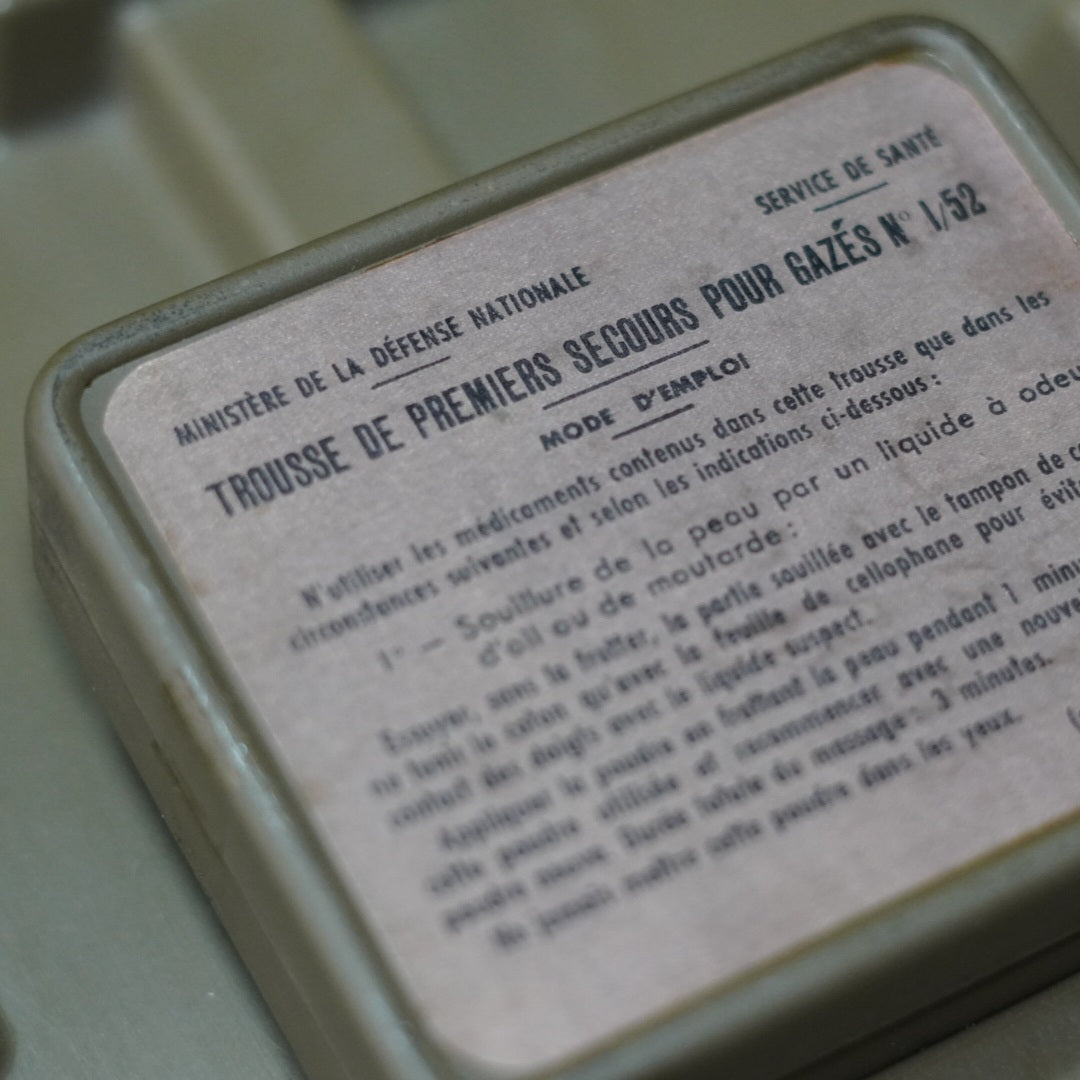 MINISTÈRE DE LA DÉFENSE NATIONALE
SERVICE DE SANTÉ
TROUSSE DE PREMIERS SECOURS POUR GAZÉS N° 1/52
MODE D'EMPLOI
N'utiliser les médicaments contenus dans cette trousse que dans les
circonstances suivantes et selon les indications ci-dessous :
1° — Souillure de la peau par un liquide à odeu
d'ail ou de moutarde :
Essuyer, sans la frotter, la partie souillée avec le tampon de
ne tenir le coton qu'avec la feuille de cellophane pour évit
contact des doigts avec le liquide suspect.
Appliquer la poudre en frottant la peau pendant 1 minu
cette poudre utilisée et recommencer avec une nouve
poudre neuve. Durée totale du massage : 3 minutes.
Ne jamais mettre cette poudre dans les yeux.